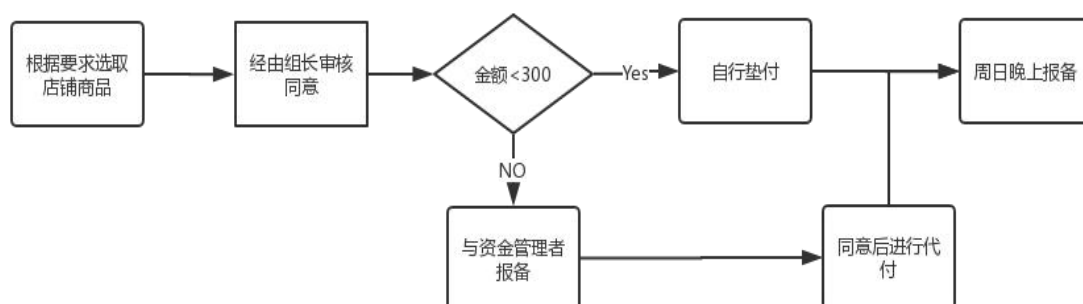 根据要求选取
店铺商品
经由组长审核
同意
金额<300
Yes
自行垫付
周日晚上报备
NO
与资金管理者
报备
同意后进行代
付